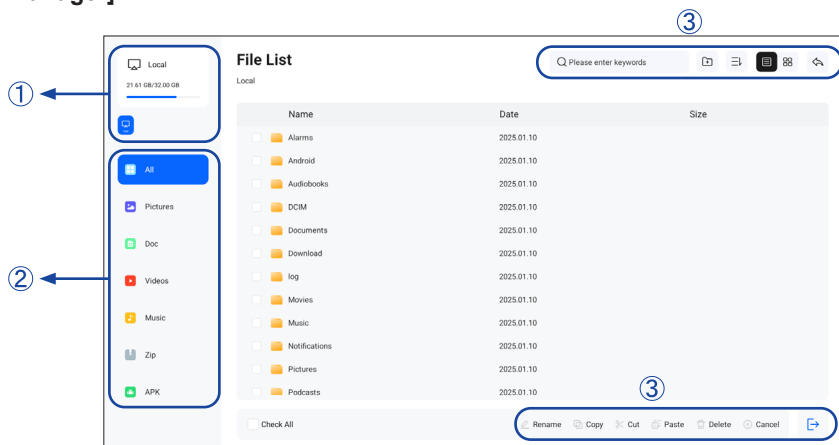 ③
Local
21.61 GB/32.00 GB
①
File List
Local
Please enter keywords
Name Date Size
Alarms 2025.01.10
Android 2025.01.10
Audiobooks 2025.01.10
DCIM 2025.01.10
Documents 2025.01.10
Download 2025.01.10
log 2025.01.10
Movies 2025.01.10
Music 2025.01.10
Notifications 2025.01.10
Pictures 2025.01.10
Podcasts 2025.01.10
②
All
Pictures
Doc
Videos
Music
Zip
APK
③
Check All
Rename Copy Cut Paste Delete Cancel